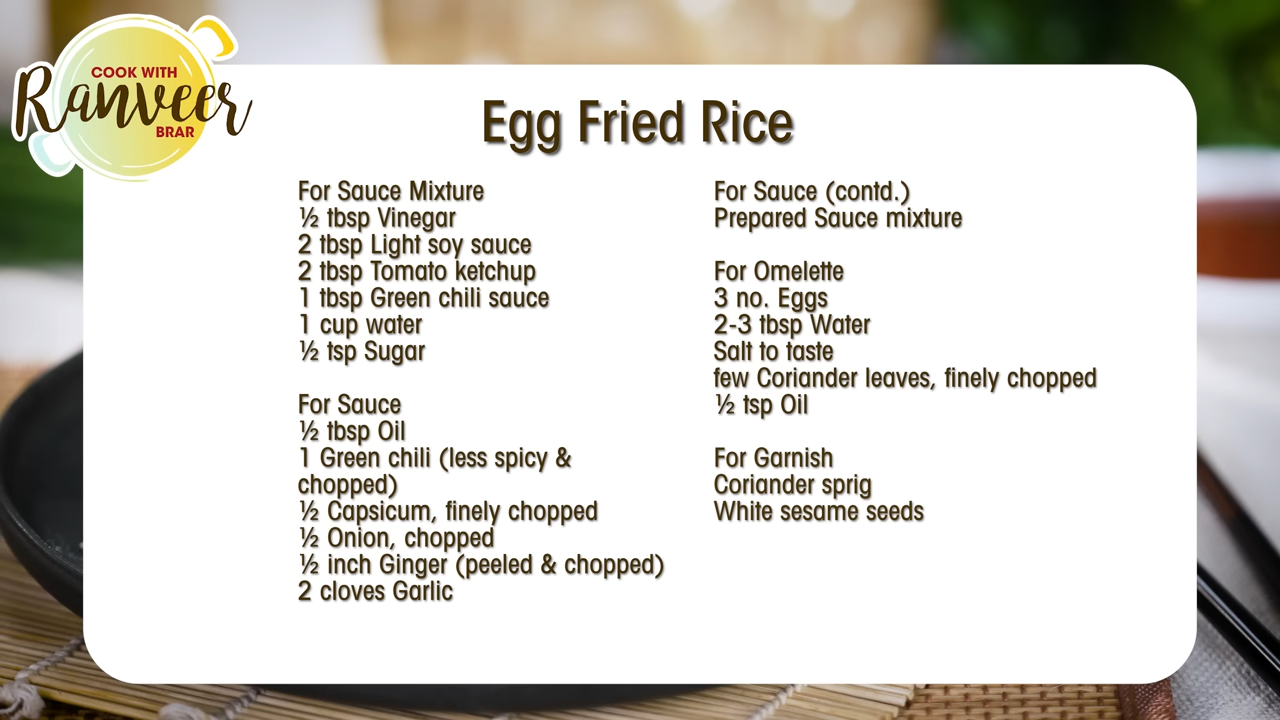 COOK WITH
Ranveer
BRAR
Egg Fried Rice
For Sauce Mixture
½ tbsp Vinegar
2 tbsp Light soy sauce
2 tbsp Tomato ketchup
1 tbsp Green chili sauce
1 cup water
½ tsp Sugar
For Sauce
½ tbsp Oil
1 Green chili (less spicy &
chopped)
½ Capsicum, finely chopped
½ Onion, chopped
½ inch Ginger (peeled & chopped)
2 cloves Garlic
For Sauce (contd.)
Prepared Sauce mixture
For Omelette
3 no. Eggs
2-3 tbsp Water
Salt to taste
few Coriander leaves, finely chopped
½ tsp Oil
For Garnish
Coriander sprig
White sesame seeds